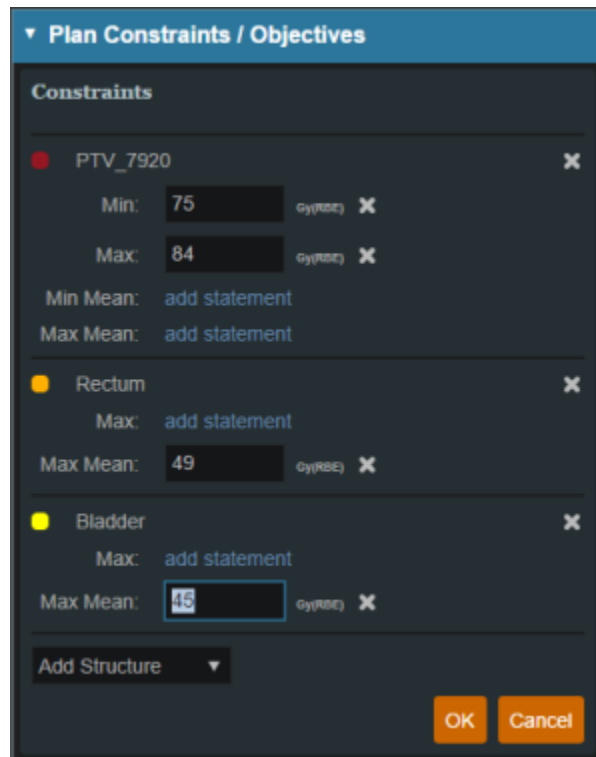 Plan Constraints / Objectives
Constraints
PTV_7920
Min: 75 Gy(RBE)
Max: 84 Gy(RBE)
Min Mean: add statement
Max Mean: add statement
Rectum
Max: add statement
Max Mean: 49 Gy(RBE)
Bladder
Max: add statement
Max Mean: 45 Gy(RBE)
Add Structure
OK Cancel